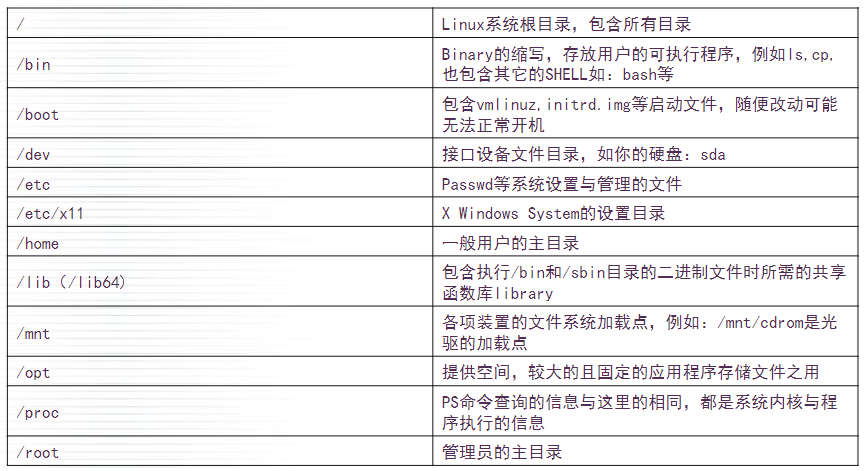 /
Linux系统根目录，包含所有目录
/bin
Binary的缩写，存放用户的可执行程序，例如ls,cp,
也包含其它的SHELL如：bash等
/boot
包含vmlinuz,initrd.img等启动文件，随便改动可能
无法正常开机
/dev
接口设备文件目录，如你的硬盘：sda
/etc
Passwd等系统设置与管理的文件
/etc/x11
X Windows System的设置目录
/home
一般用户的主目录
/lib（/lib64)
包含执行/bin和/sbin目录的二进制文件时所需的共享
函数库library
/mnt
各项装置的文件系统加载点，例如：/mnt/cdrom是光
驱的加载点
/opt
提供空间，较大的且固定的应用程序存储文件之用
/proc
PS命令查询的信息与这里的相同，都是系统内核与程
序执行的信息
/root
管理员的主目录